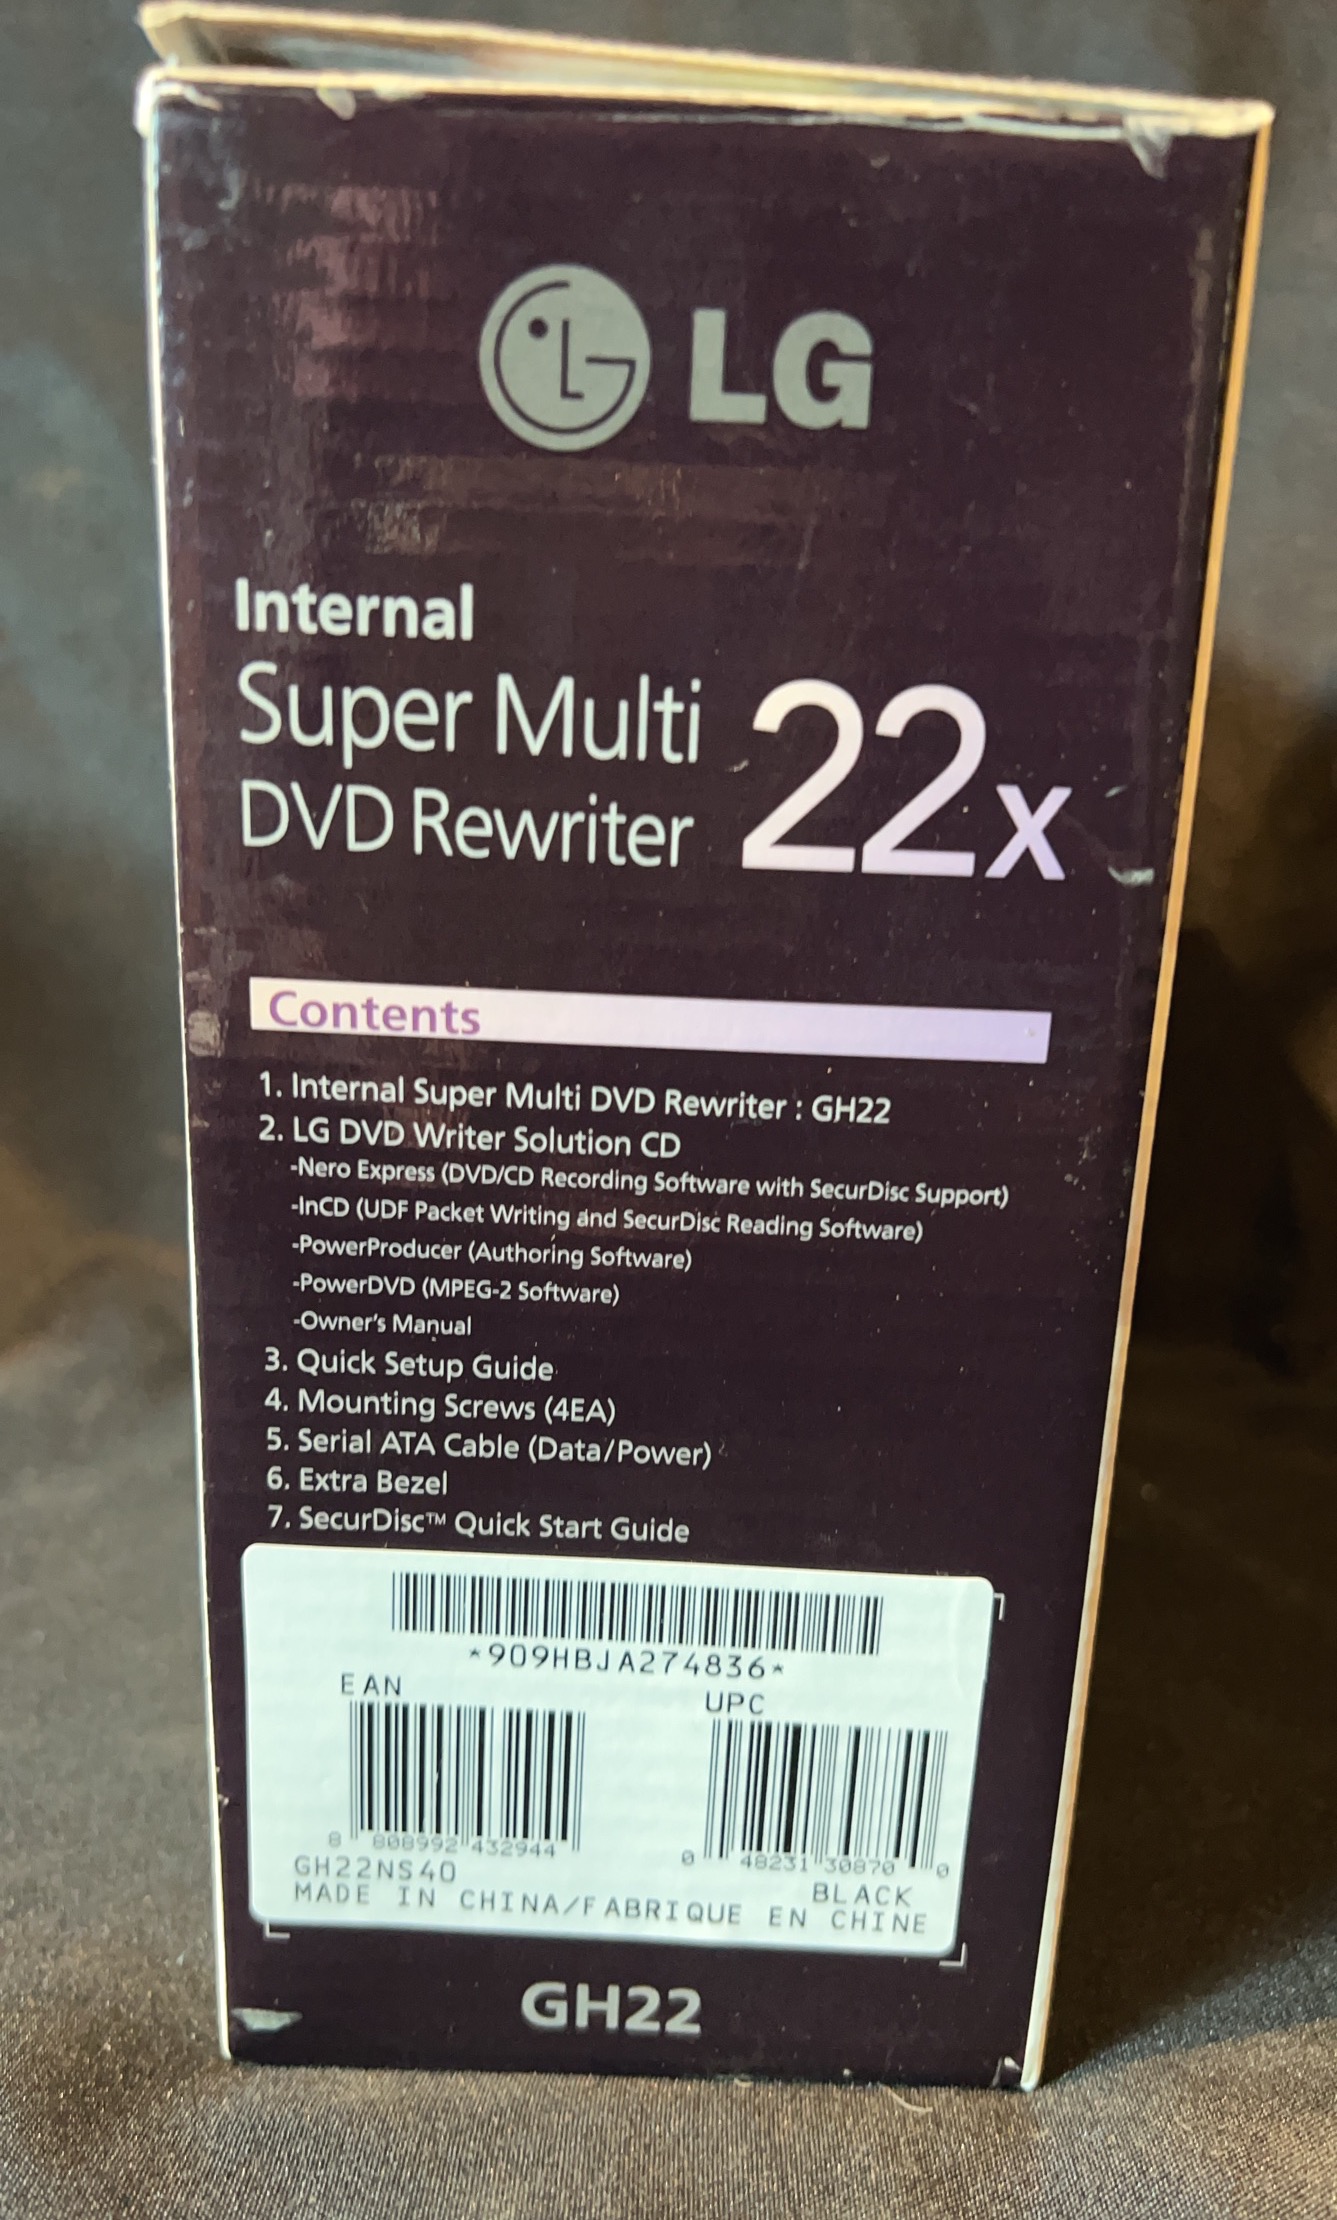 LG
Internal
Super Multi
DVD Rewriter 22x
Contents
1. Internal Super Multi DVD Rewriter : GH22
2. LG DVD Writer Solution CD
-Nero Express (DVD/CD Recording Software with SecurDisc Support)
-InCD (UDF Packet Writing and SecurDisc Reading Software)
-PowerProducer (Authoring Software)
-PowerDVD (MPEG-2 Software)
-Owner's Manual
3. Quick Setup Guide
4. Mounting Screws (4EA)
5. Serial ATA Cable (Data/Power)
6. Extra Bezel
7. SecurDisc™ Quick Start Guide
*909HBJA274836*
EAN UPC
8 808992 432944 0 48231 30870 0
GH22NS40 BLACK
MADE IN CHINA/FABRIQUE EN CHINE
GH22